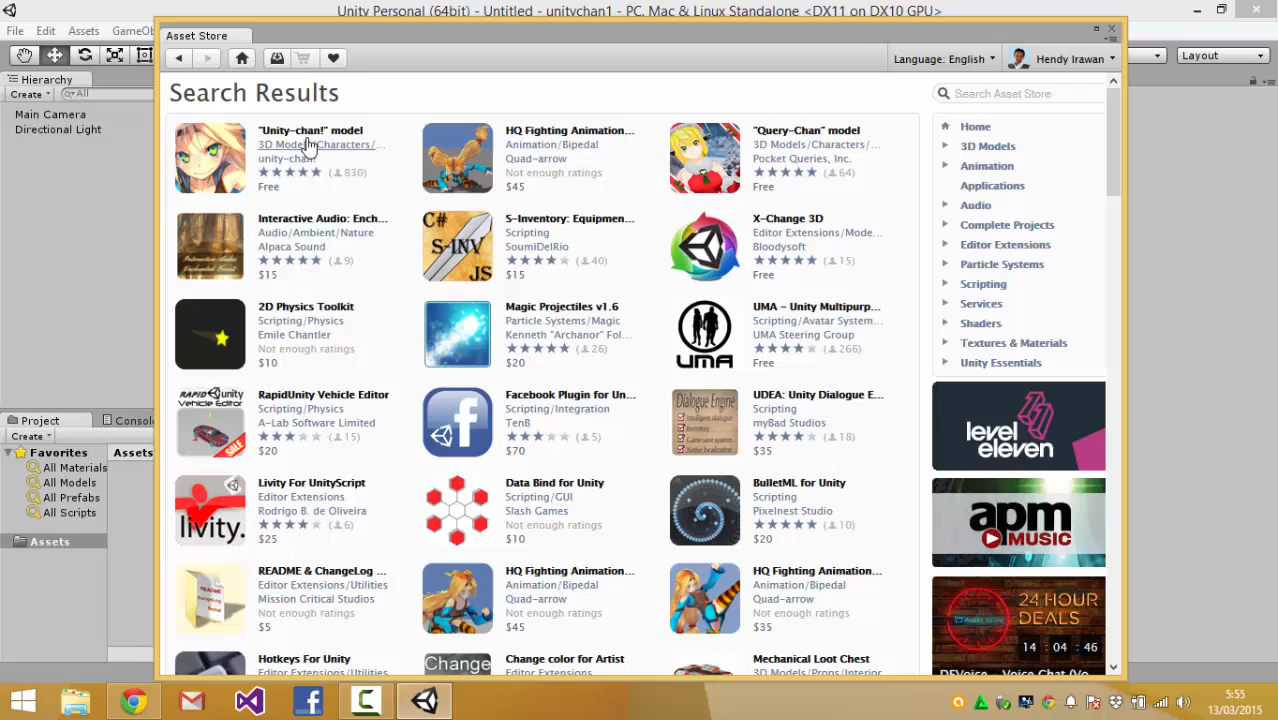 Unity Personal (64bit) - Untitled - unitychan1 - PC, Mac & Linux Standalone <DX11 on DX10 GPU>
File Edit Assets GameOb
Asset Store
Layout
Hierarchy
Create All
Main Camera
Directional Light
Language: English Hendy Irawan
Search Results
Search Asset Store
"Unity-chan!" model
3D Models/Characters/...
unity-chan
(830)
Free
HQ Fighting Animation...
Animation/Bipedal
Quad-arrow
Not enough ratings
$45
"Query-Chan" model
3D Models/Characters/...
Pocket Queries, Inc.
(64)
Free
Interactive Audio: Ench...
Audio/Ambient/Nature
Alpaca Sound
(9)
$15
C#
S-INV
JS
S-Inventory: Equipmen...
Scripting
SoumiDelRio
(40)
$15
X-Change 3D
Editor Extensions/Mode...
Bloodysoft
(15)
Free
2D Physics Toolkit
Scripting/Physics
Emile Chantler
Not enough ratings
$10
Magic Projectiles v1.6
Particle Systems/Magic
Kenneth "Archanor" Fol...
(26)
$20
UMA
UMA - Unity Multipurp...
Scripting/Avatar System...
UMA Steering Group
(266)
Free
RAPID unity
Vehicle Editor
SALE
RapidUnity Vehicle Editor
Scripting/Physics
A-Lab Software Limited
(15)
$20
Facebook Plugin for Un...
Scripting/Integration
TenB
(5)
$70
Dialogue Engine
UDEA: Unity Dialogue E...
Scripting
myBad Studios
(18)
$35
livity.
Livity For UnityScript
Editor Extensions
Rodrigo B. de Oliveira
(6)
$25
Data Bind for Unity
Scripting/GUI
Slash Games
Not enough ratings
$10
BulletML for Unity
Scripting
Pixelnest Studio
(10)
$20
README & ChangeLog ...
Editor Extensions/Utilities
Mission Critical Studios
Not enough ratings
$5
HQ Fighting Animation...
Animation/Bipedal
Quad-arrow
Not enough ratings
$45
HQ Fighting Animation...
Animation/Bipedal
Quad-arrow
Not enough ratings
$35
Hotkeys For Unity
Change
Change color for Artist
Mechanical Loot Chest
Home
3D Models
Animation
Applications
Audio
Complete Projects
Editor Extensions
Particle Systems
Scripting
Services
Shaders
Textures & Materials
Unity Essentials
level
eleven
apm
MUSIC
24 HOUR
DEALS
Asset Store
14 : 04 : 46
Project Console
Create
Favorites
All Materials
All Models
All Prefabs
All Scripts
Assets
Assets
5:55
13/03/2015